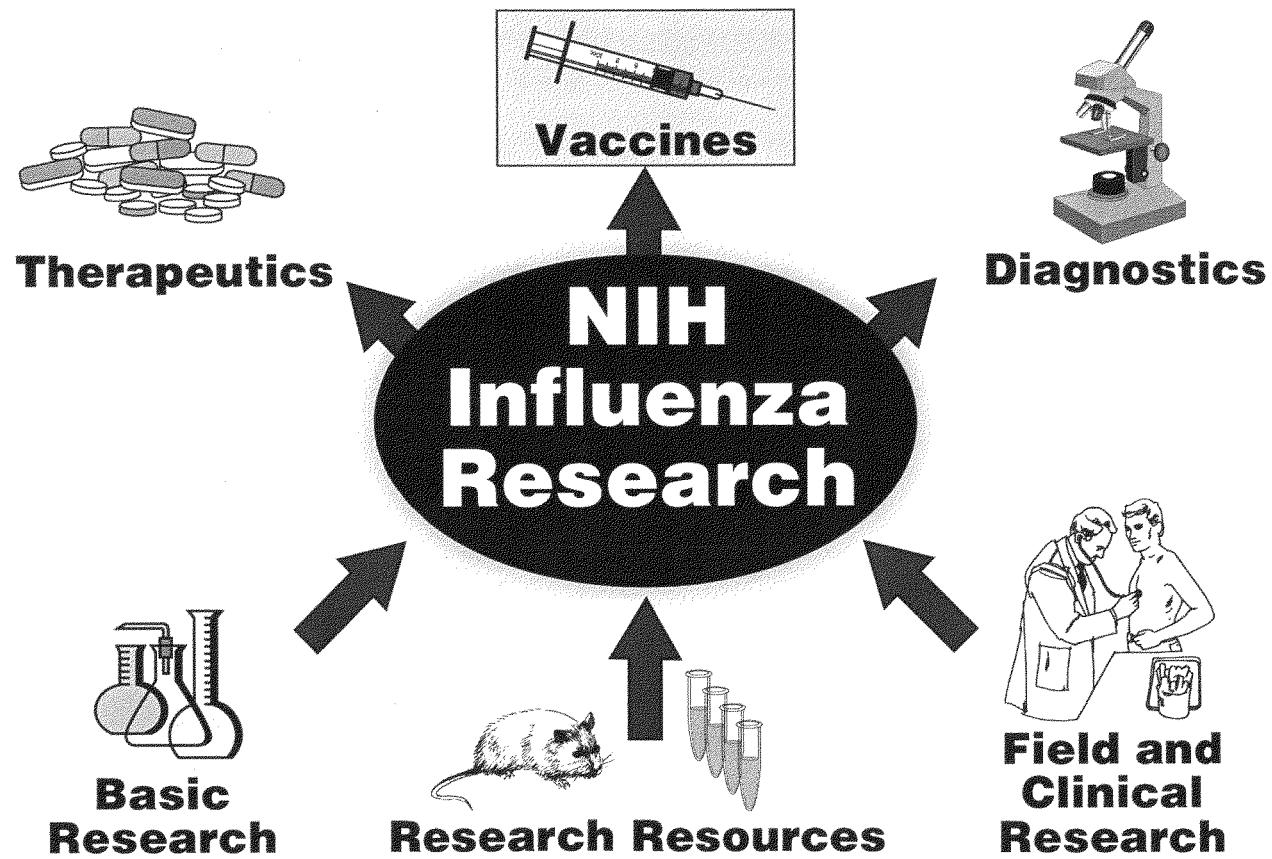 Vaccines
Therapeutics
Diagnostics
NIH
Influenza
Research
Basic
Research
Research Resources
Field and
Clinical
Research